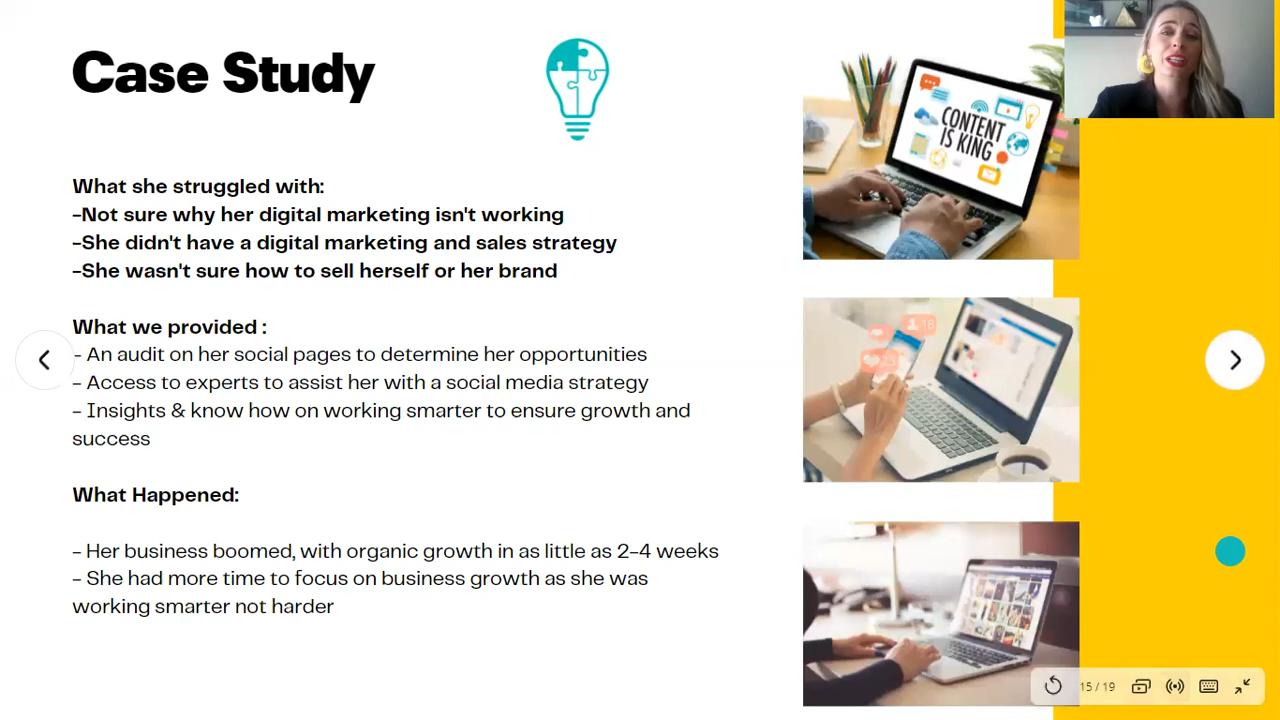 Case Study
What she struggled with:
-Not sure why her digital marketing isn't working
-She didn't have a digital marketing and sales strategy
-She wasn't sure how to sell herself or her brand
What we provided :
- An audit on her social pages to determine her opportunities
- Access to experts to assist her with a social media strategy
- Insights & know how on working smarter to ensure growth and
success
What Happened:
- Her business boomed, with organic growth in as little as 2-4 weeks
- She had more time to focus on business growth as she was
working smarter not harder
CONTENT
IS KING
18
23
15 / 19